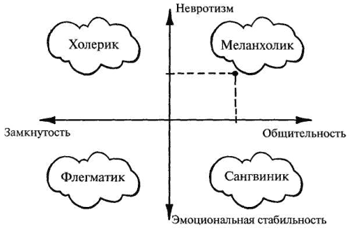 Невротизм
Холерик
Меланхолик
Замкнутость
Общительность
Флегматик
Сангвиник
Эмоциональная стабильность